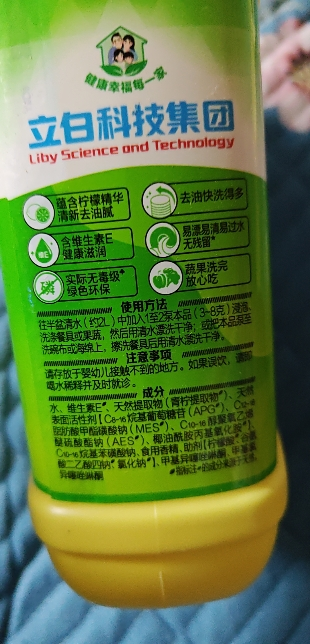 健康幸福每一家
立白科技集团
Liby Science and Technology
蕴含柠檬精华
清新去油腻
去油快洗得多
含维生素E
健康滋润
易漂易清易过水
无残留*
实际无毒级*
绿色环保
蔬果洗完
放心吃
使用方法
往半盆清水(约2L)中加入1至2泵本品(3-8克)浸泡、
洗涤餐具或果蔬，然后用清水漂洗干净；或把本品泵至
洗碗布或海绵上，擦洗餐具后用清水漂洗干净。
注意事项
请存放于婴幼儿接触不到的地方。如果误饮，请即
喝水稀释并及时就诊。
成分
水、维生素E#、天然提取物(青柠提取物#)、天然
表面活性剂【C8-16烷基葡萄糖苷(APG#)、
脂肪酸甲酯磺酸钠(MES#)、C10-16醇聚氧乙烯
醚硫酸酯钠(AES#)、椰油酰胺丙基氧化胺#】、
C10-16烷基苯磺酸钠、食用香精、助剂【柠檬酸#、谷氨
酸二乙酸四钠#、氯化钠#】、甲基异噻唑啉酮、
异噻唑啉酮